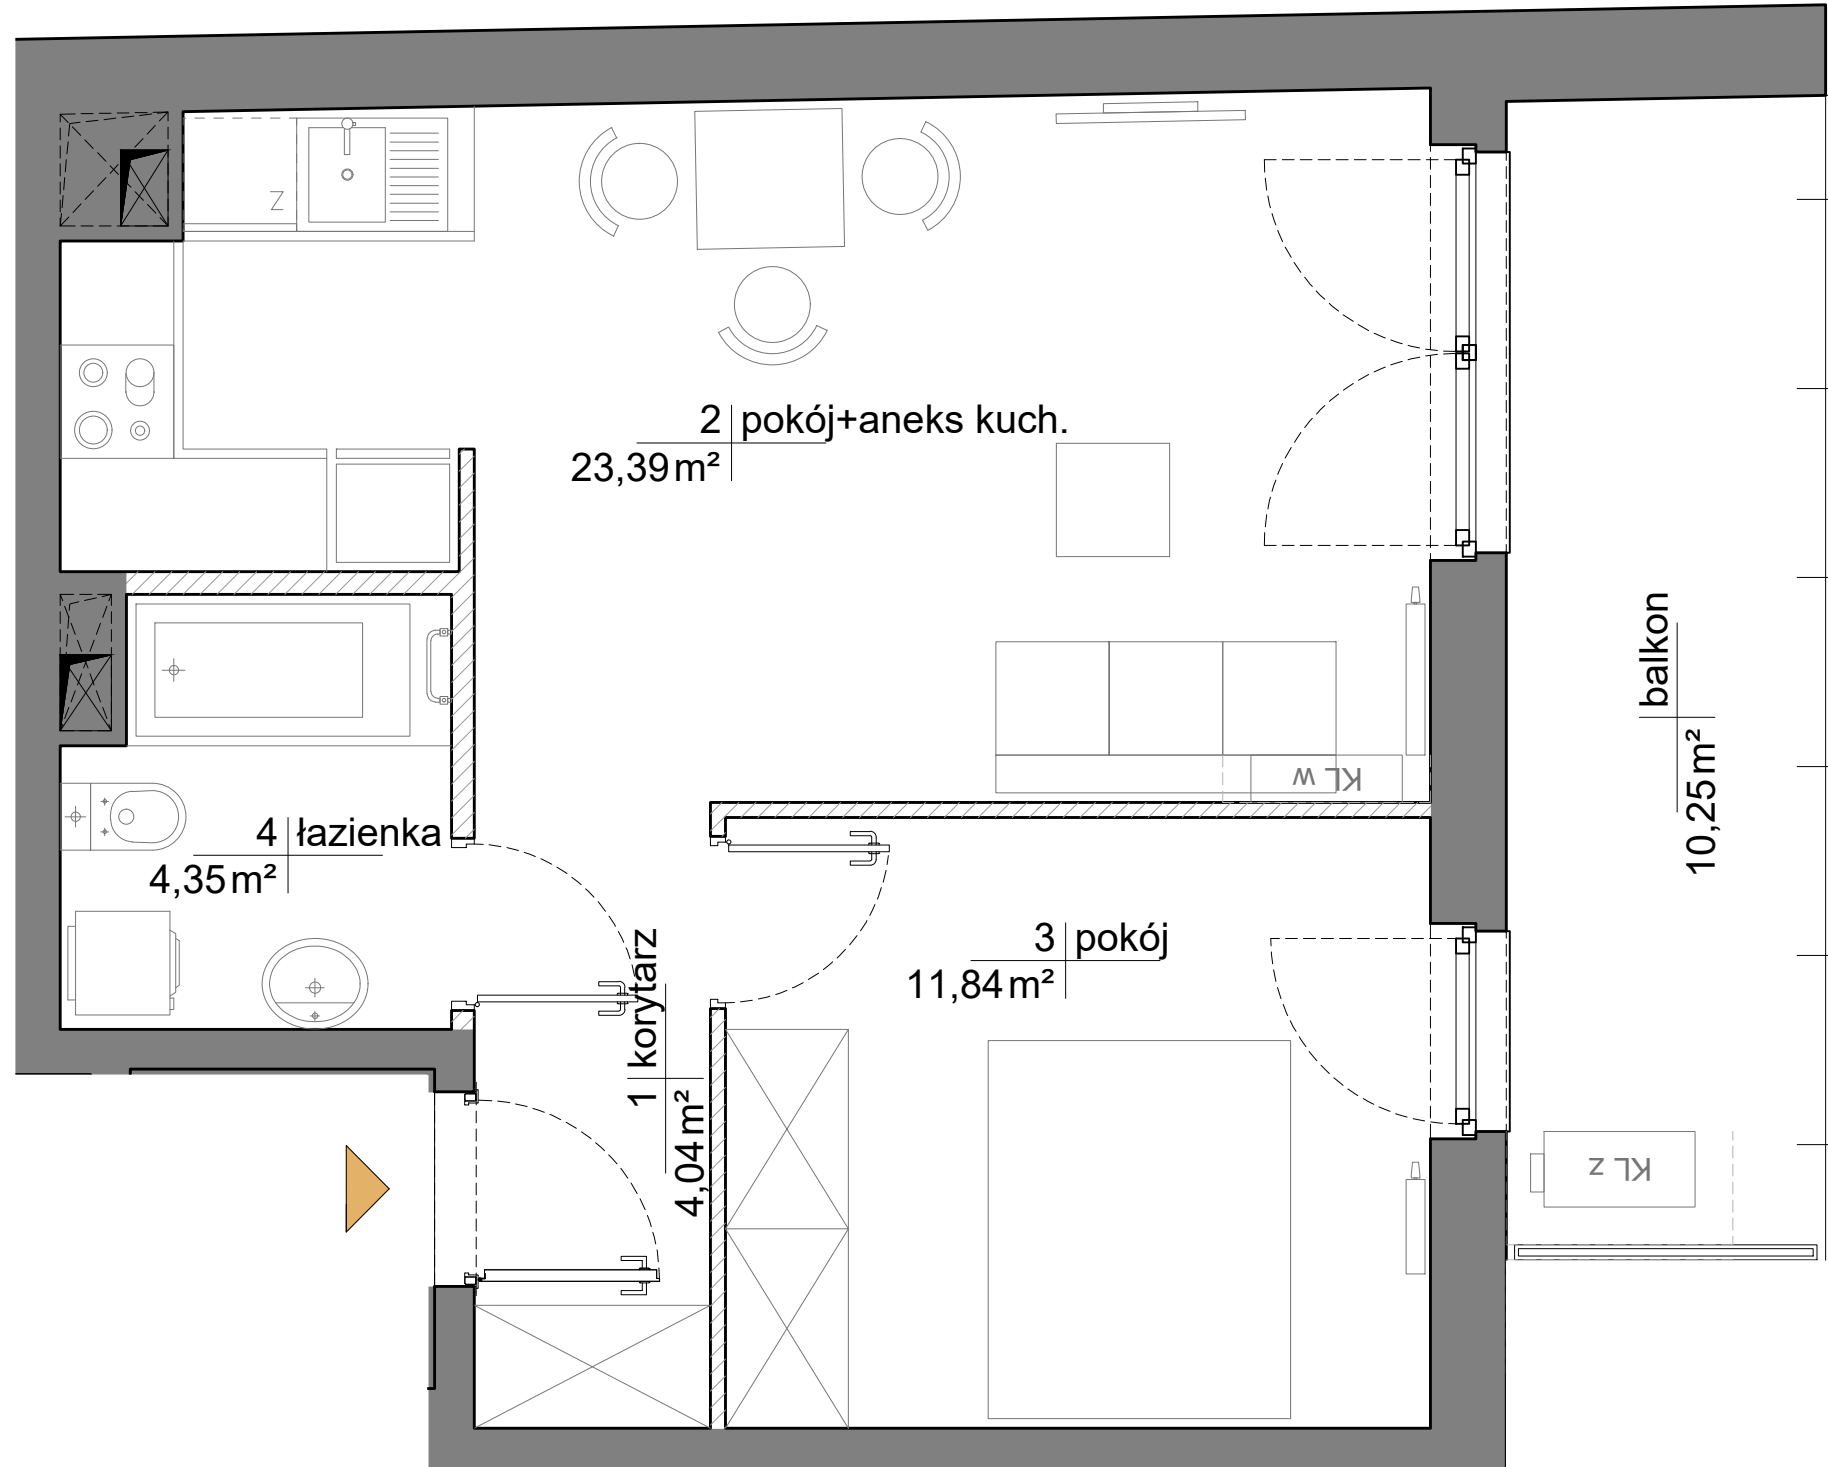 Z
2 pokój+aneks kuch.
23,39 m²
KL w
balkon
10,25 m²
4 łazienka
4,35 m²
1 korytarz
4,04 m²
3 pokój
11,84 m²
KL z